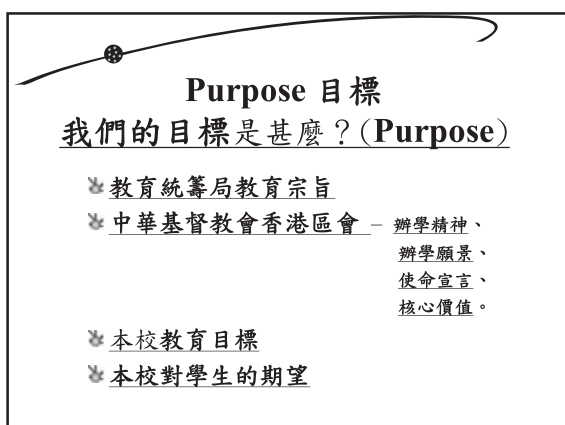 Purpose 目標
我們的目標是甚麼？(Purpose)
教育統籌局教育宗旨
中華基督教會香港區會 – 辦學精神、
辦學願景、
使命宣言、
核心價值。
本校教育目標
本校對學生的期望